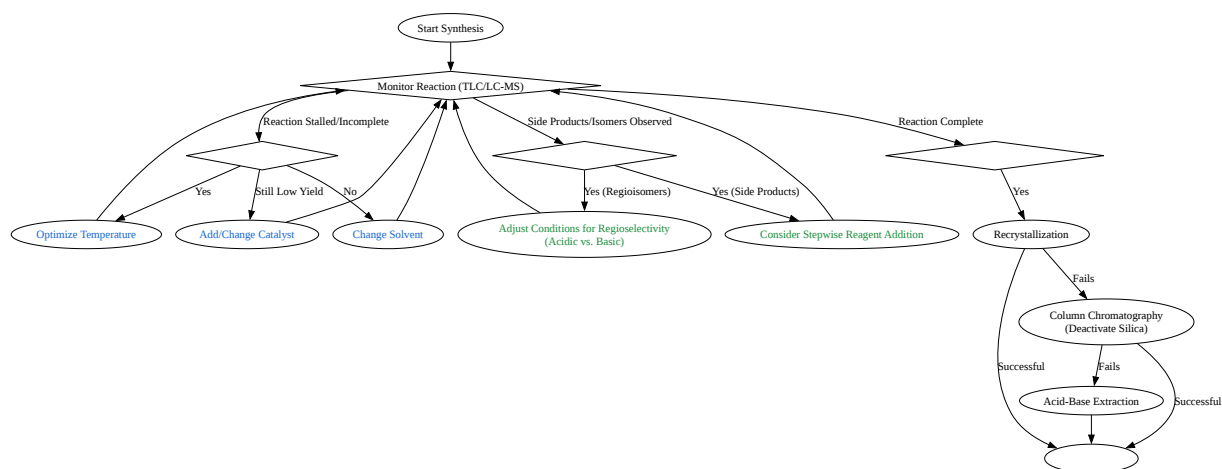 Start Synthesis
Monitor Reaction (TLC/LC-MS)
Reaction Stalled/Incomplete
Side Products/Isomers Observed
Reaction Complete
Yes
Still Low Yield
No
Yes (Regioisomers)
Yes (Side Products)
Yes
Optimize Temperature
Add/Change Catalyst
Change Solvent
Adjust Conditions for Regioselectivity
(Acidic vs. Basic)
Consider Stepwise Reagent Addition
Recrystallization
Fails
Column Chromatography
(Deactivate Silica)
Successful
Fails
Acid-Base Extraction
Successful